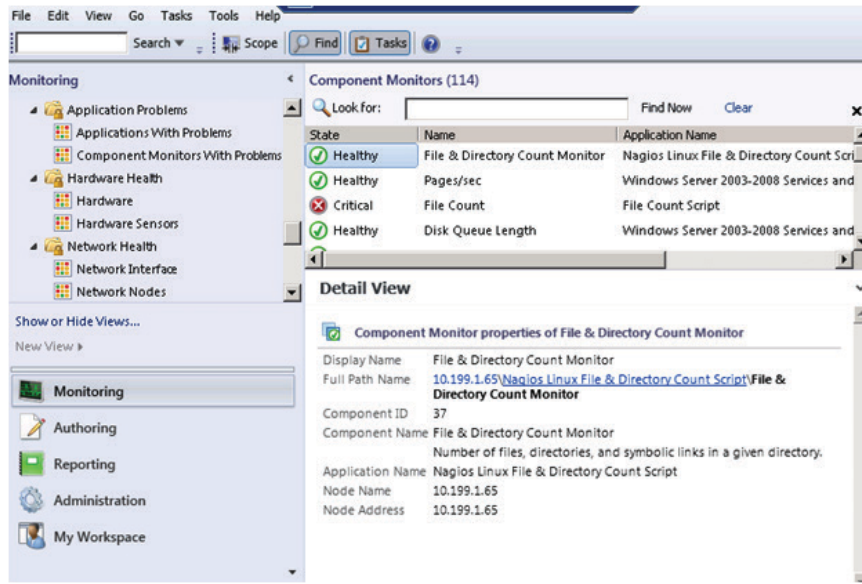 File Edit View Go Tasks Tools Help
Search Scope Find Tasks
Monitoring
Application Problems
Applications With Problems
Component Monitors With Problems
Hardware Health
Hardware
Hardware Sensors
Network Health
Network Interface
Network Nodes
Show or Hide Views...
New View
Monitoring
Authoring
Reporting
Administration
My Workspace
Component Monitors (114)
Look for: Find Now Clear
State Name Application Name
Healthy File & Directory Count Monitor Nagios Linux File & Directory Count Scri
Healthy Pages/sec Windows Server 2003-2008 Services and
Critical File Count File Count Script
Healthy Disk Queue Length Windows Server 2003-2008 Services and
Detail View
Component Monitor properties of File & Directory Count Monitor
Display Name File & Directory Count Monitor
Full Path Name 10.199.1.65\Nagios Linux File & Directory Count Script\File &
Directory Count Monitor
Component ID 37
Component Name File & Directory Count Monitor
Number of files, directories, and symbolic links in a given directory.
Application Name Nagios Linux File & Directory Count Script
Node Name 10.199.1.65
Node Address 10.199.1.65